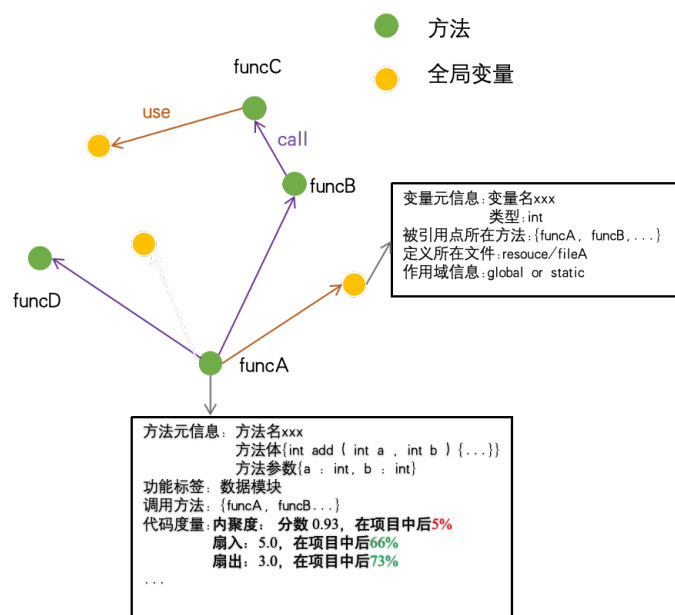 方法
全局变量
funcC
use
call
funcB
funcD
funcA
变量元信息:变量名xxx
类型:int
被引用点所在方法:{funcA, funcB,...}
定义所在文件:resouce/fileA
作用域信息:global or static
方法元信息: 方法名xxx
方法体{int add ( int a , int b ) {...}}
方法参数{a : int, b : int}
功能标签: 数据模块
调用方法: {funcA, funcB...}
代码度量:内聚度: 分数 0.93, 在项目中后5%
扇入: 5.0, 在项目中后66%
扇出: 3.0, 在项目中后73%
...